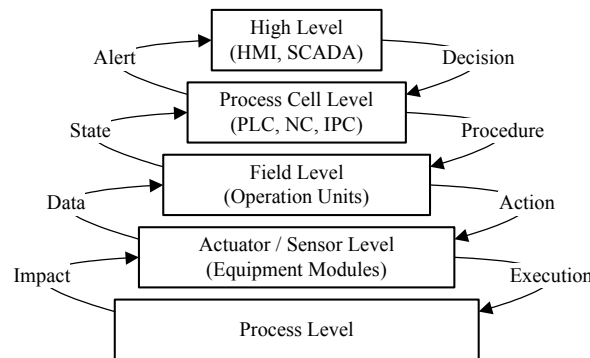 High Level
(HMI, SCADA)
Alert
Decision
Process Cell Level
(PLC, NC, IPC)
State
Procedure
Field Level
(Operation Units)
Data
Action
Actuator / Sensor Level
(Equipment Modules)
Impact
Execution
Process Level